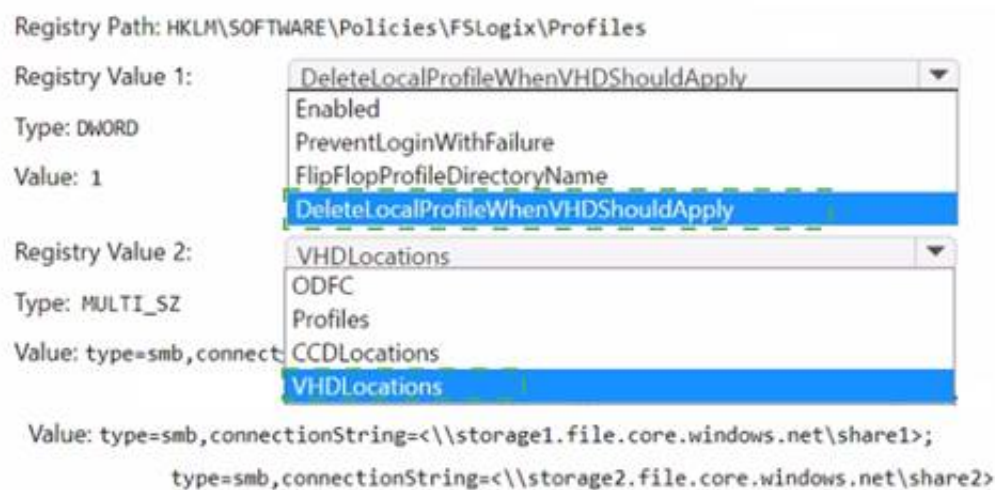 Registry Path: HKLM\SOFTWARE\Policies\FSLogix\Profiles
Registry Value 1: DeleteLocalProfileWhenVHDShouldApply
Enabled
Type: DWORD
PreventLoginWithFailure
Value: 1
FlipFlopProfileDirectoryName
DeleteLocalProfileWhenVHDShouldApply
Registry Value 2: VHDLocations
ODFC
Type: MULTI_SZ
Profiles
Value: type=smb,connect
CCDLocations
VHDLocations
Value: type=smb,connectionString=<\\storage1.file.core.windows.net\share1>;
type=smb,connectionString=<\\storage2.file.core.windows.net\share2>